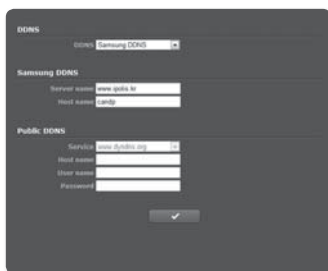 DDNS
DDNS Samsung DDNS
Samsung DDNS
Server name www.ipolis.kr
Host name candp
Public DDNS
Service www.dyndns.org
Host name
User name
Password